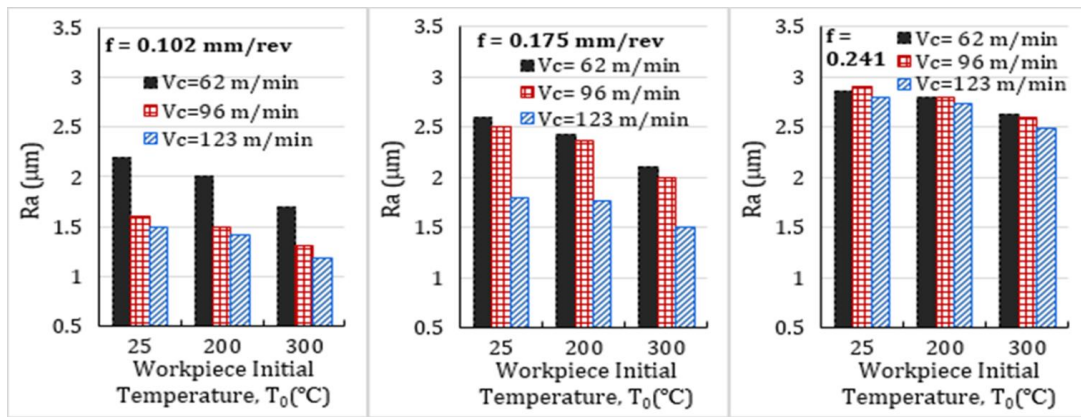 3.5
3
2.5
2
1.5
1
0.5
Ra (μm)
f = 0.102 mm/rev
Vc=62 m/min
Vc=96 m/min
Vc=123 m/min
25 200 300
Workpiece Initial
Temperature, T₀(°C)
3.5
3
2.5
2
1.5
1
0.5
Ra (μm)
f = 0.175 mm/rev
Vc= 62 m/min
Vc= 96 m/min
Vc=123 m/min
25 200 300
Workpiece Initial
Temperature, T₀(°C)
3.5
3
2.5
2
1.5
1
0.5
Ra (μm)
f =
0.241
Vc= 62 m/min
Vc= 96 m/min
Vc=123 m/min
25 200 300
Workpiece Initial
Temperature, T₀(°C)